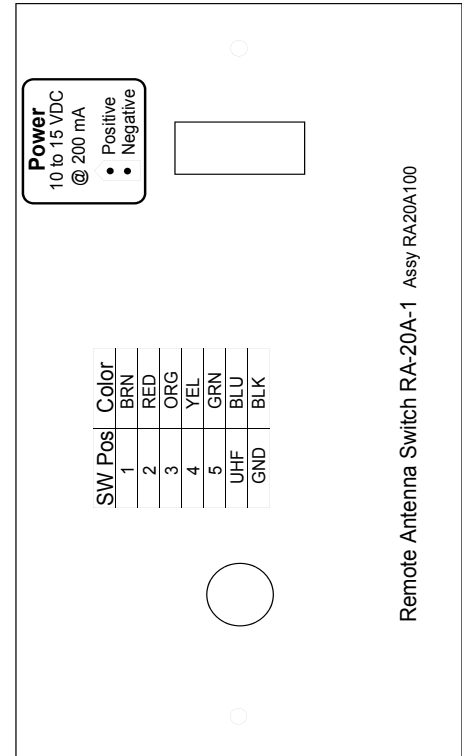 Power
10 to 15 VDC
@ 200 mA
Positive
Negative
SW Pos Color
1 BRN
2 RED
3 ORG
4 YEL
5 GRN
UHF BLU
GND BLK
Remote Antenna Switch RA-20A-1 Assy RA20A100